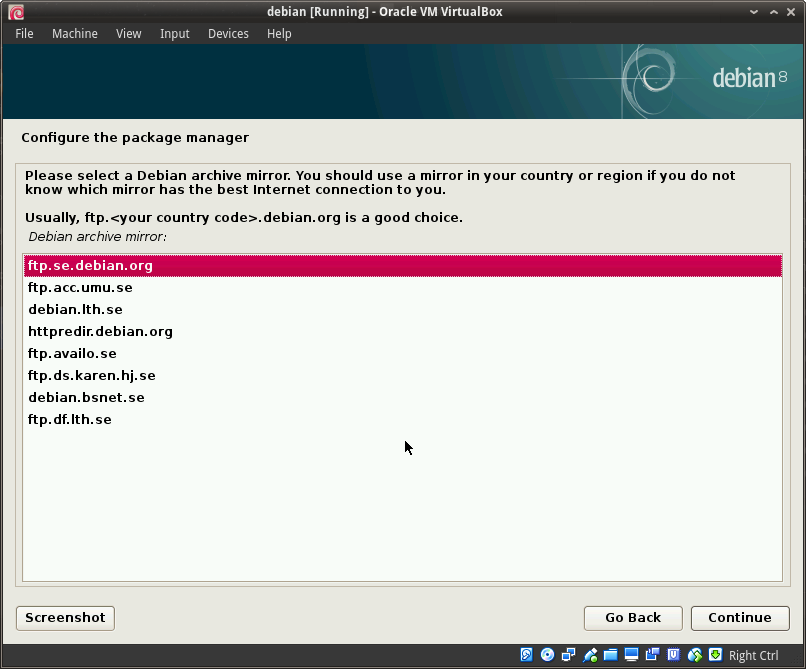 debian [Running] - Oracle VM VirtualBox
File Machine View Input Devices Help
debian 8
Configure the package manager
Please select a Debian archive mirror. You should use a mirror in your country or region if you do not
know which mirror has the best Internet connection to you.
Usually, ftp.<your country code>.debian.org is a good choice.
Debian archive mirror:
ftp.se.debian.org
ftp.acc.umu.se
debian.lth.se
httpredir.debian.org
ftp.availo.se
ftp.ds.karen.hj.se
debian.bsnet.se
ftp.df.lth.se
Screenshot Go Back Continue
Right Ctrl